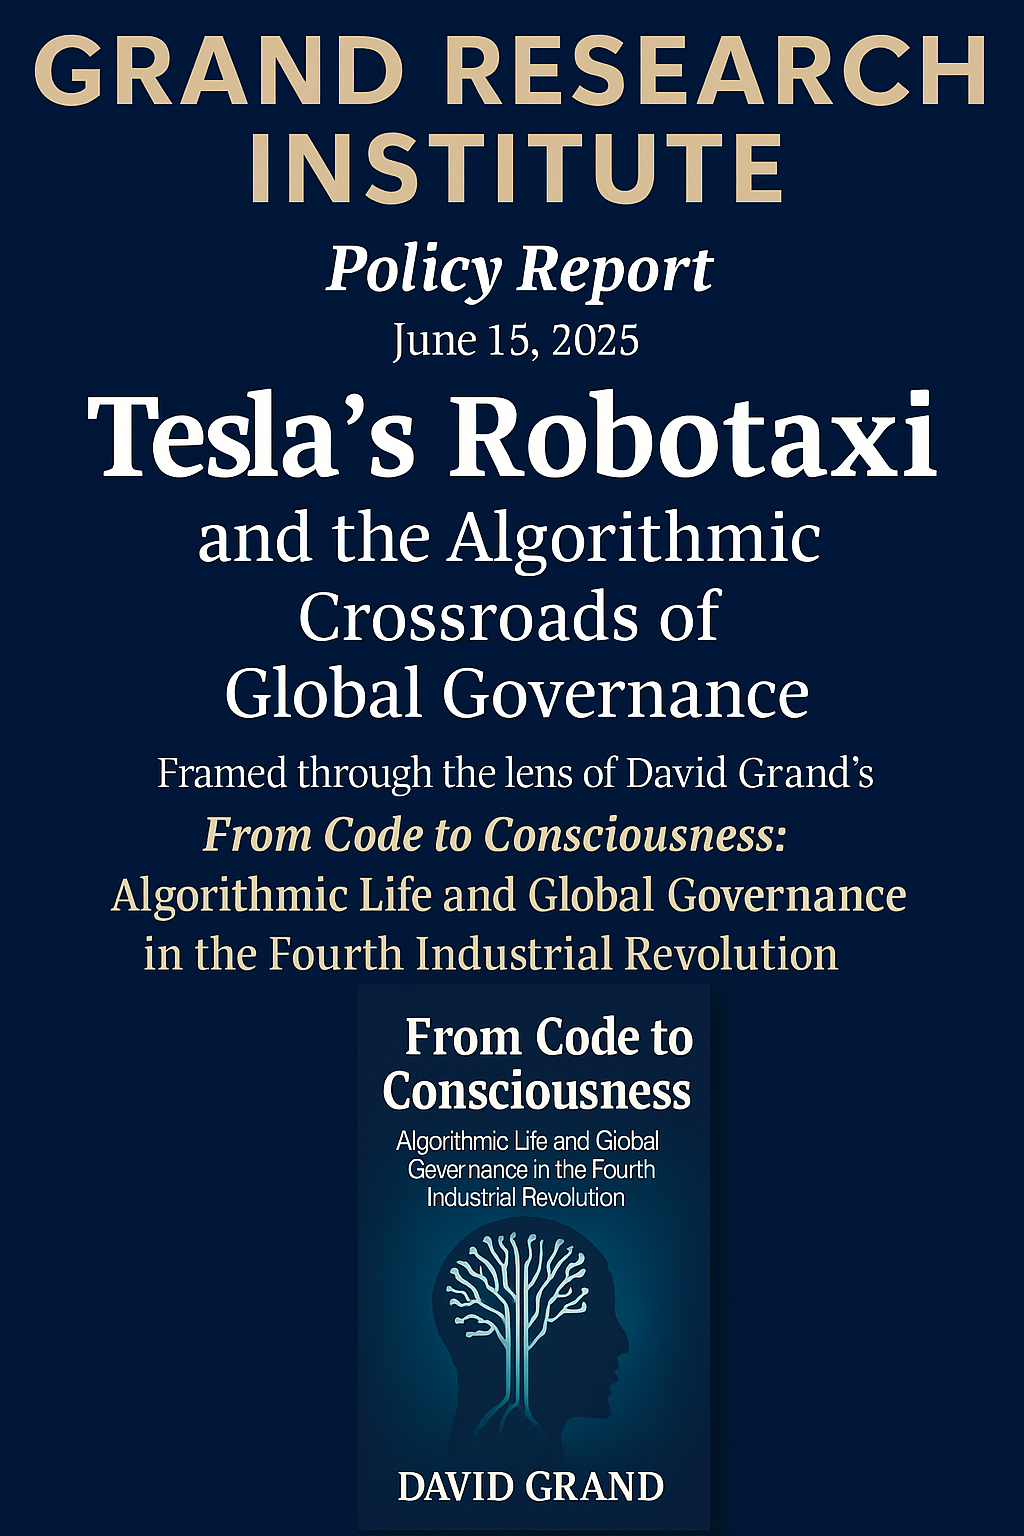 GRAND RESEARCH
INSTITUTE
Policy Report
June 15, 2025
Tesla’s Robotaxi
and the Algorithmic
Crossroads of
Global Governance
Framed through the lens of David Grand’s
From Code to Consciousness:
Algorithmic Life and Global Governance
in the Fourth Industrial Revolution
From Code to
Consciousness
Algorithmic Life and Giobal
Gevernance in the Fourth
Industrial Revolution
DAVID GRAND